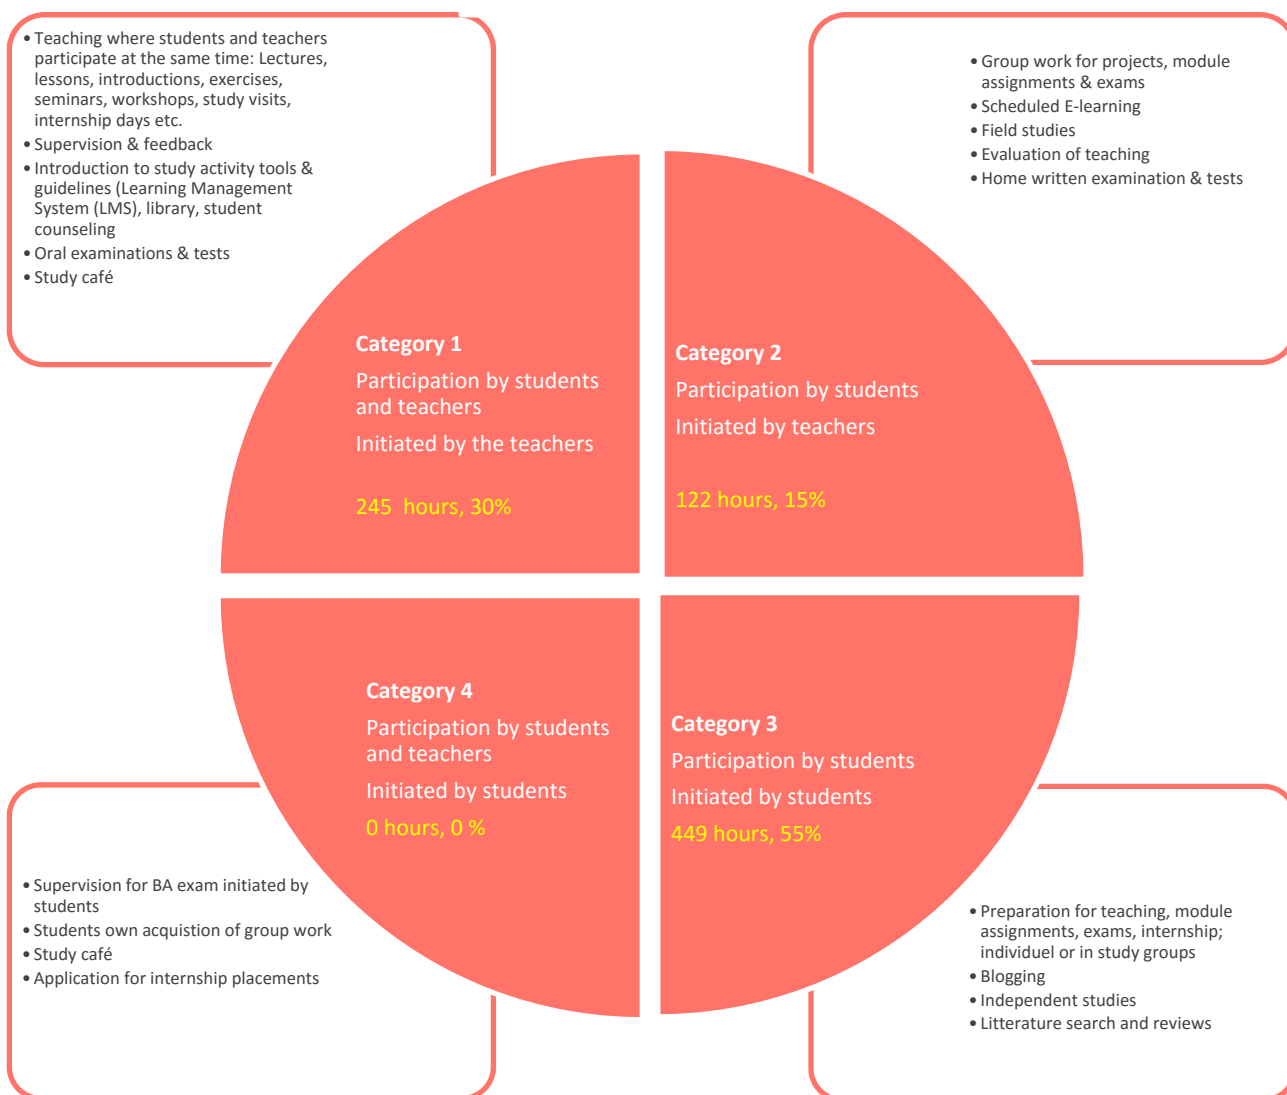 • Teaching where students and teachers
participate at the same time: Lectures,
lessons, introductions, exercises,
seminars, workshops, study visits,
internship days etc.
• Supervision & feedback
• Introduction to study activity tools &
guidelines (Learning Management
System (LMS), library, student
counseling
• Oral examinations & tests
• Study café
• Group work for projects, module
assignments & exams
• Scheduled E-learning
• Field studies
• Evaluation of teaching
• Home written examination & tests
Category 1
Participation by students
and teachers
Initiated by the teachers
245 hours, 30%
Category 2
Participation by students
Initiated by teachers
122 hours, 15%
Category 4
Participation by students
and teachers
Initiated by students
0 hours, 0 %
Category 3
Participation by students
Initiated by students
449 hours, 55%
• Supervision for BA exam initiated by
students
• Students own acquistion of group work
• Study café
• Application for internship placements
• Preparation for teaching, module
assignments, exams, internship;
individuel or in study groups
• Blogging
• Independent studies
• Litterature search and reviews